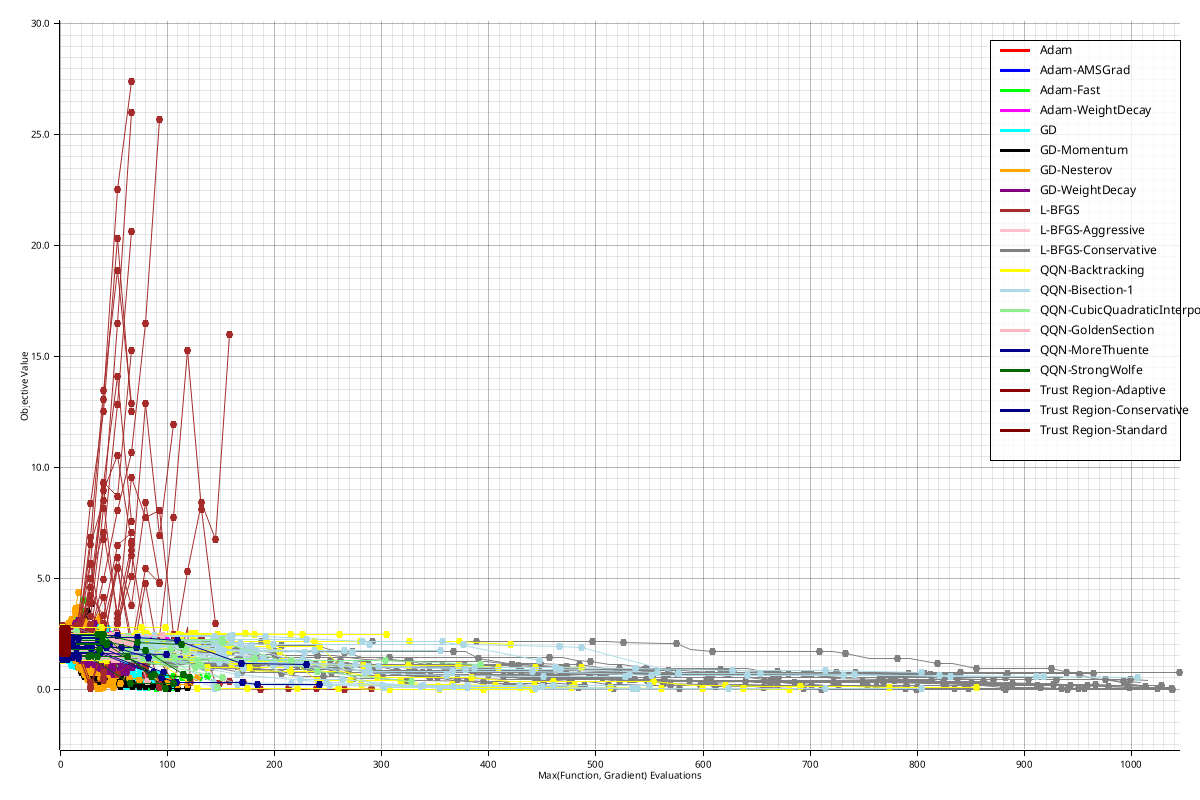 30.0
25.0
20.0
15.0
10.0
5.0
0.0
Objective Value
0 100 200 300 400 500 600 700 800 900 1000
Max(Function, Gradient) Evaluations
Adam
Adam-AMSGrad
Adam-Fast
Adam-WeightDecay
GD
GD-Momentum
GD-Nesterov
GD-WeightDecay
L-BFGS
L-BFGS-Aggressive
L-BFGS-Conservative
QQN-Backtracking
QQN-Bisection-1
QQN-CubicQuadraticInterpo
QQN-GoldenSection
QQN-MoreThuente
QQN-StrongWolfe
Trust Region-Adaptive
Trust Region-Conservative
Trust Region-Standard